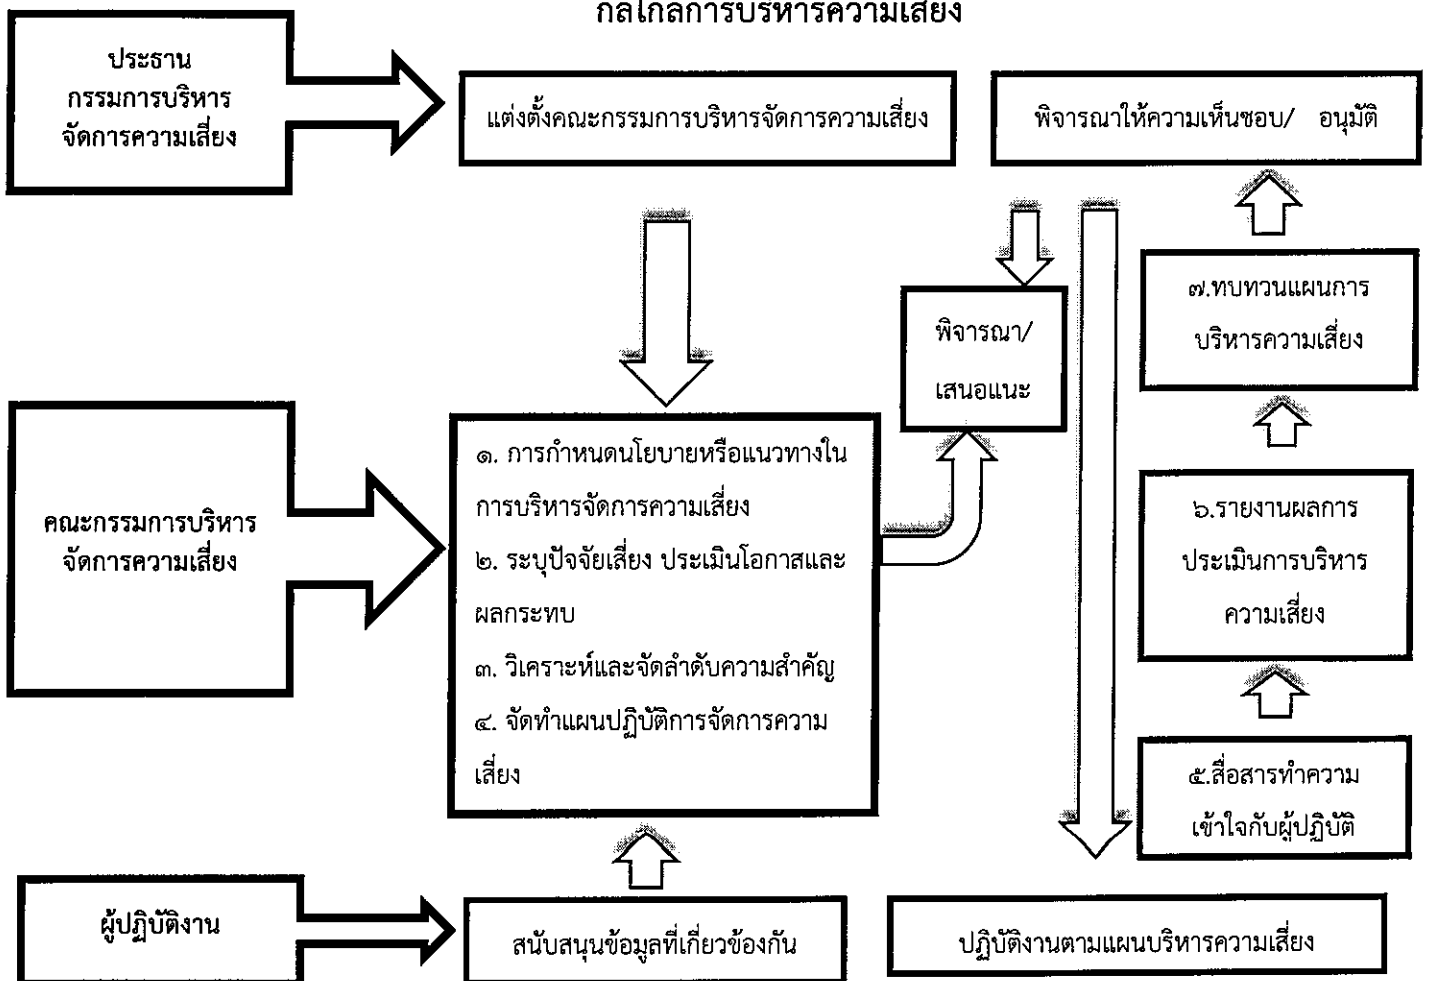 กลไกลการบริหารความเสี่ยง
ประธาน
กรรมการบริหาร
จัดการความเสี่ยง
แต่งตั้งคณะกรรมการบริหารจัดการความเสี่ยง
พิจารณาให้ความเห็นชอบ/ อนุมัติ
๗.ทบทวนแผนการ
บริหารความเสี่ยง
พิจารณา/
เสนอแนะ
คณะกรรมการบริหาร
จัดการความเสี่ยง
๑. การกำหนดนโยบายหรือแนวทางใน
การบริหารจัดการความเสี่ยง
๒. ระบุปัจจัยเสี่ยง ประเมินโอกาสและ
ผลกระทบ
๓. วิเคราะห์และจัดลำดับความสำคัญ
๔. จัดทำแผนปฏิบัติการจัดการความ
เสี่ยง
๖.รายงานผลการ
ประเมินการบริหาร
ความเสี่ยง
๕.สื่อสารทำความ
เข้าใจกับผู้ปฏิบัติ
ผู้ปฏิบัติงาน
สนับสนุนข้อมูลที่เกี่ยวข้องกัน
ปฏิบัติงานตามแผนบริหารความเสี่ยง